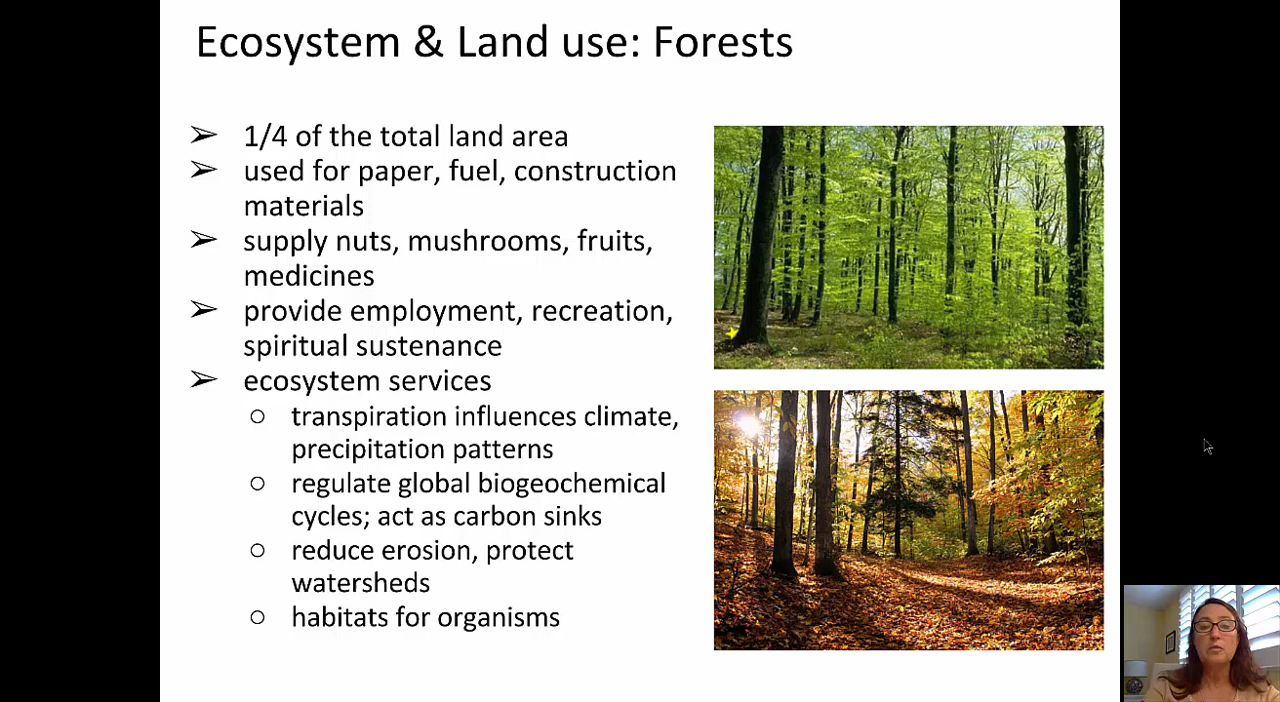 Ecosystem & Land use: Forests
➢ 1/4 of the total land area
➢ used for paper, fuel, construction
materials
➢ supply nuts, mushrooms, fruits,
medicines
➢ provide employment, recreation,
spiritual sustenance
➢ ecosystem services
○ transpiration influences climate,
precipitation patterns
○ regulate global biogeochemical
cycles; act as carbon sinks
○ reduce erosion, protect
watersheds
○ habitats for organisms